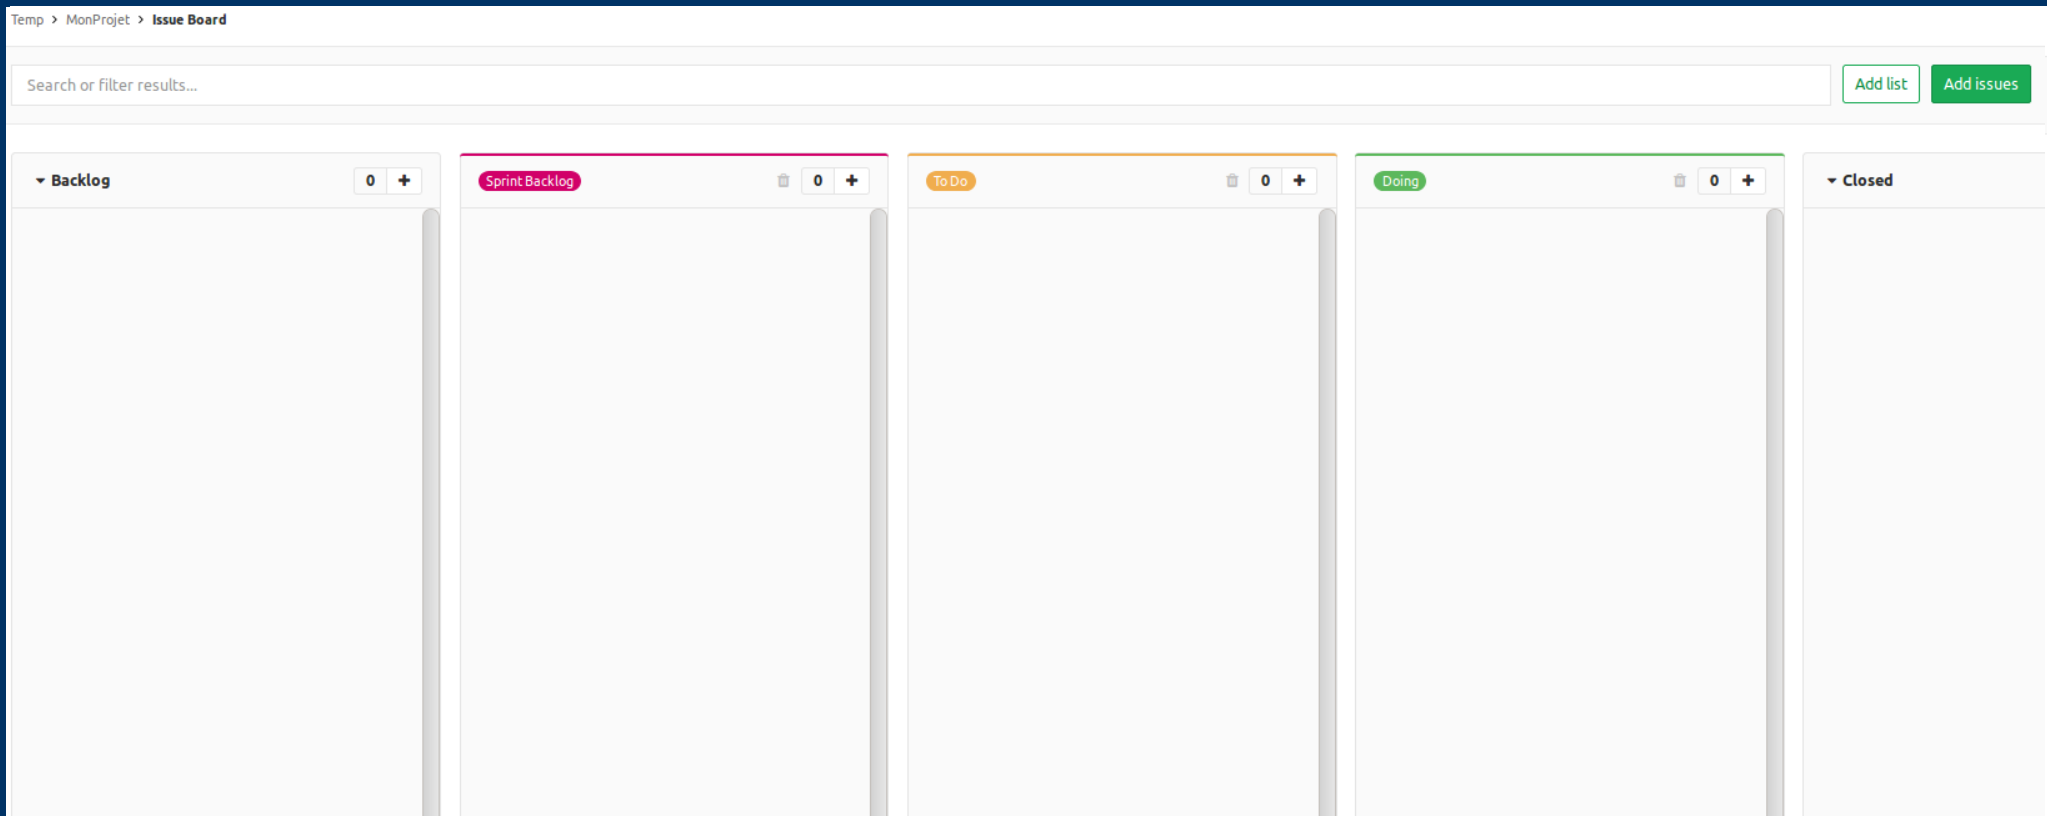 Temp > MonProjet > Issue Board
Search or filter results...
Add list
Add issues
Backlog 0 +
Sprint Backlog 0 +
To Do 0 +
Doing 0 +
Closed